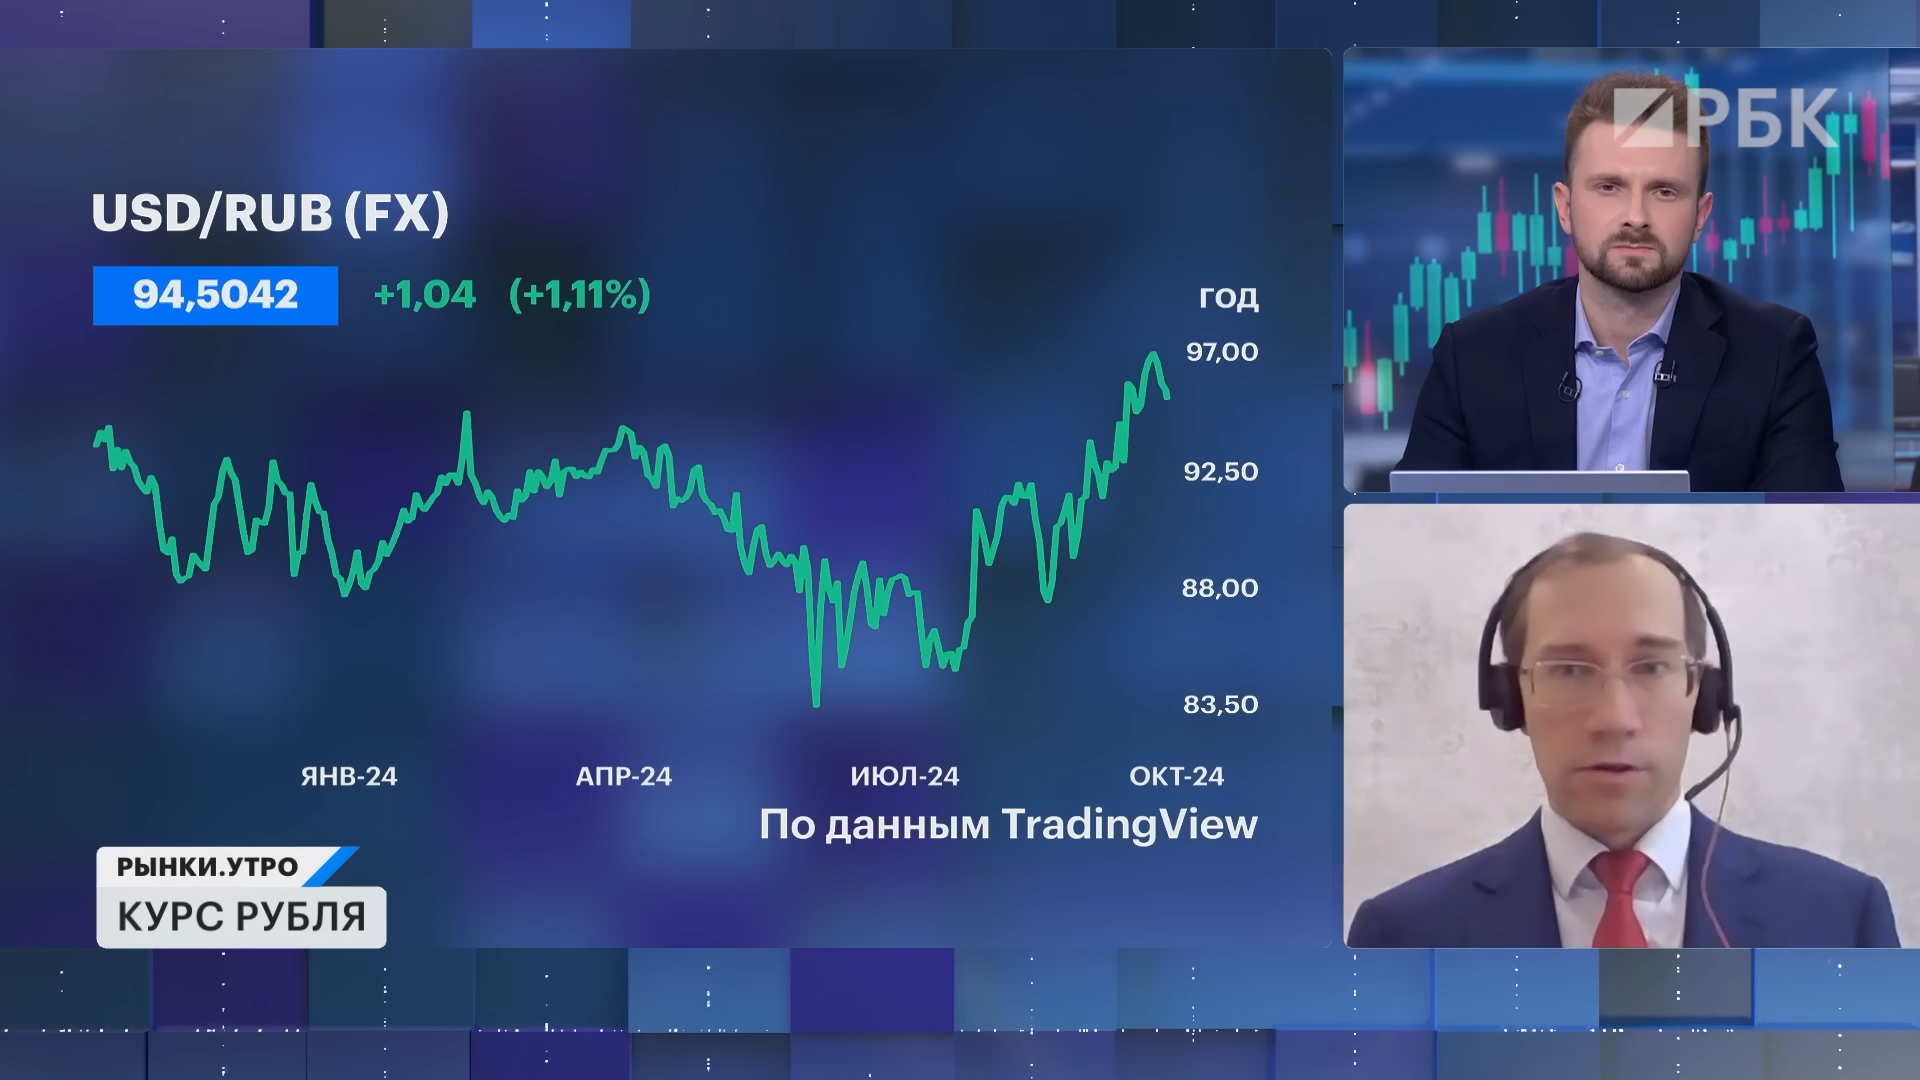 USD/RUB (FX)
94,5042 +1,04 (+1,11%)
ГОД
97,00
92,50
88,00
83,50
ЯНВ-24 АПР-24 ИЮЛ-24 ОКТ-24
По данным TradingView
РЫНКИ.УТРО
КУРС РУБЛЯ
РБК